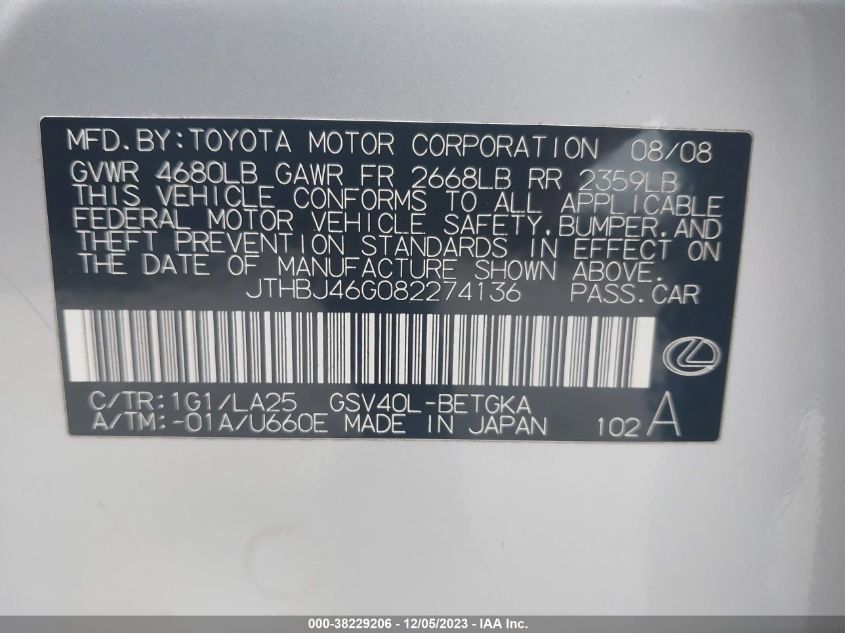 MFD.BY:TOYOTA MOTOR CORPORATION 08/08
GVWR 4680LB GAWR FR 2668LB RR 2359LB
THIS VEHICLE CONFORMS TO ALL APPLICABLE
FEDERAL MOTOR VEHICLE SAFETY,BUMPER,AND
THEFT PREVENTION STANDARDS IN EFFECT ON
THE DATE OF MANUFACTURE SHOWN ABOVE.
JTHBJ46G082274136 PASS.CAR
C/TR:1G1/LA25 GSV40L-BETGKA
A/TM:-01A/U660E MADE IN JAPAN 102 A
000-38229206 - 12/05/2023 - IAA Inc.